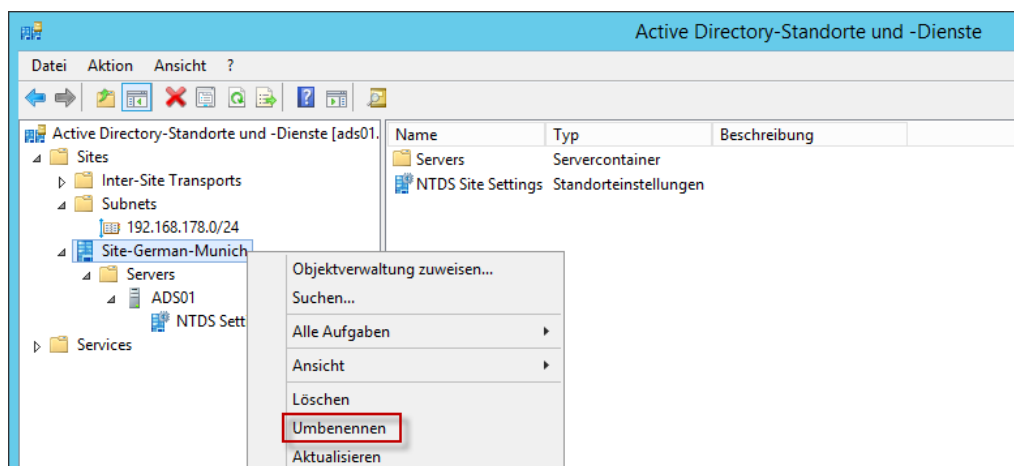 Active Directory-Standorte und -Dienste
Datei Aktion Ansicht ?
Active Directory-Standorte und -Dienste [ads01.
Sites
Inter-Site Transports
Subnets
192.168.178.0/24
Site-German-Munich
Servers
ADS01
NTDS Sett
Services
Name Typ Beschreibung
Servers Servercontainer
NTDS Site Settings Standorteinstellungen
Objektverwaltung zuweisen...
Suchen...
Alle Aufgaben
Ansicht
Löschen
Umbenennen
Aktualisieren